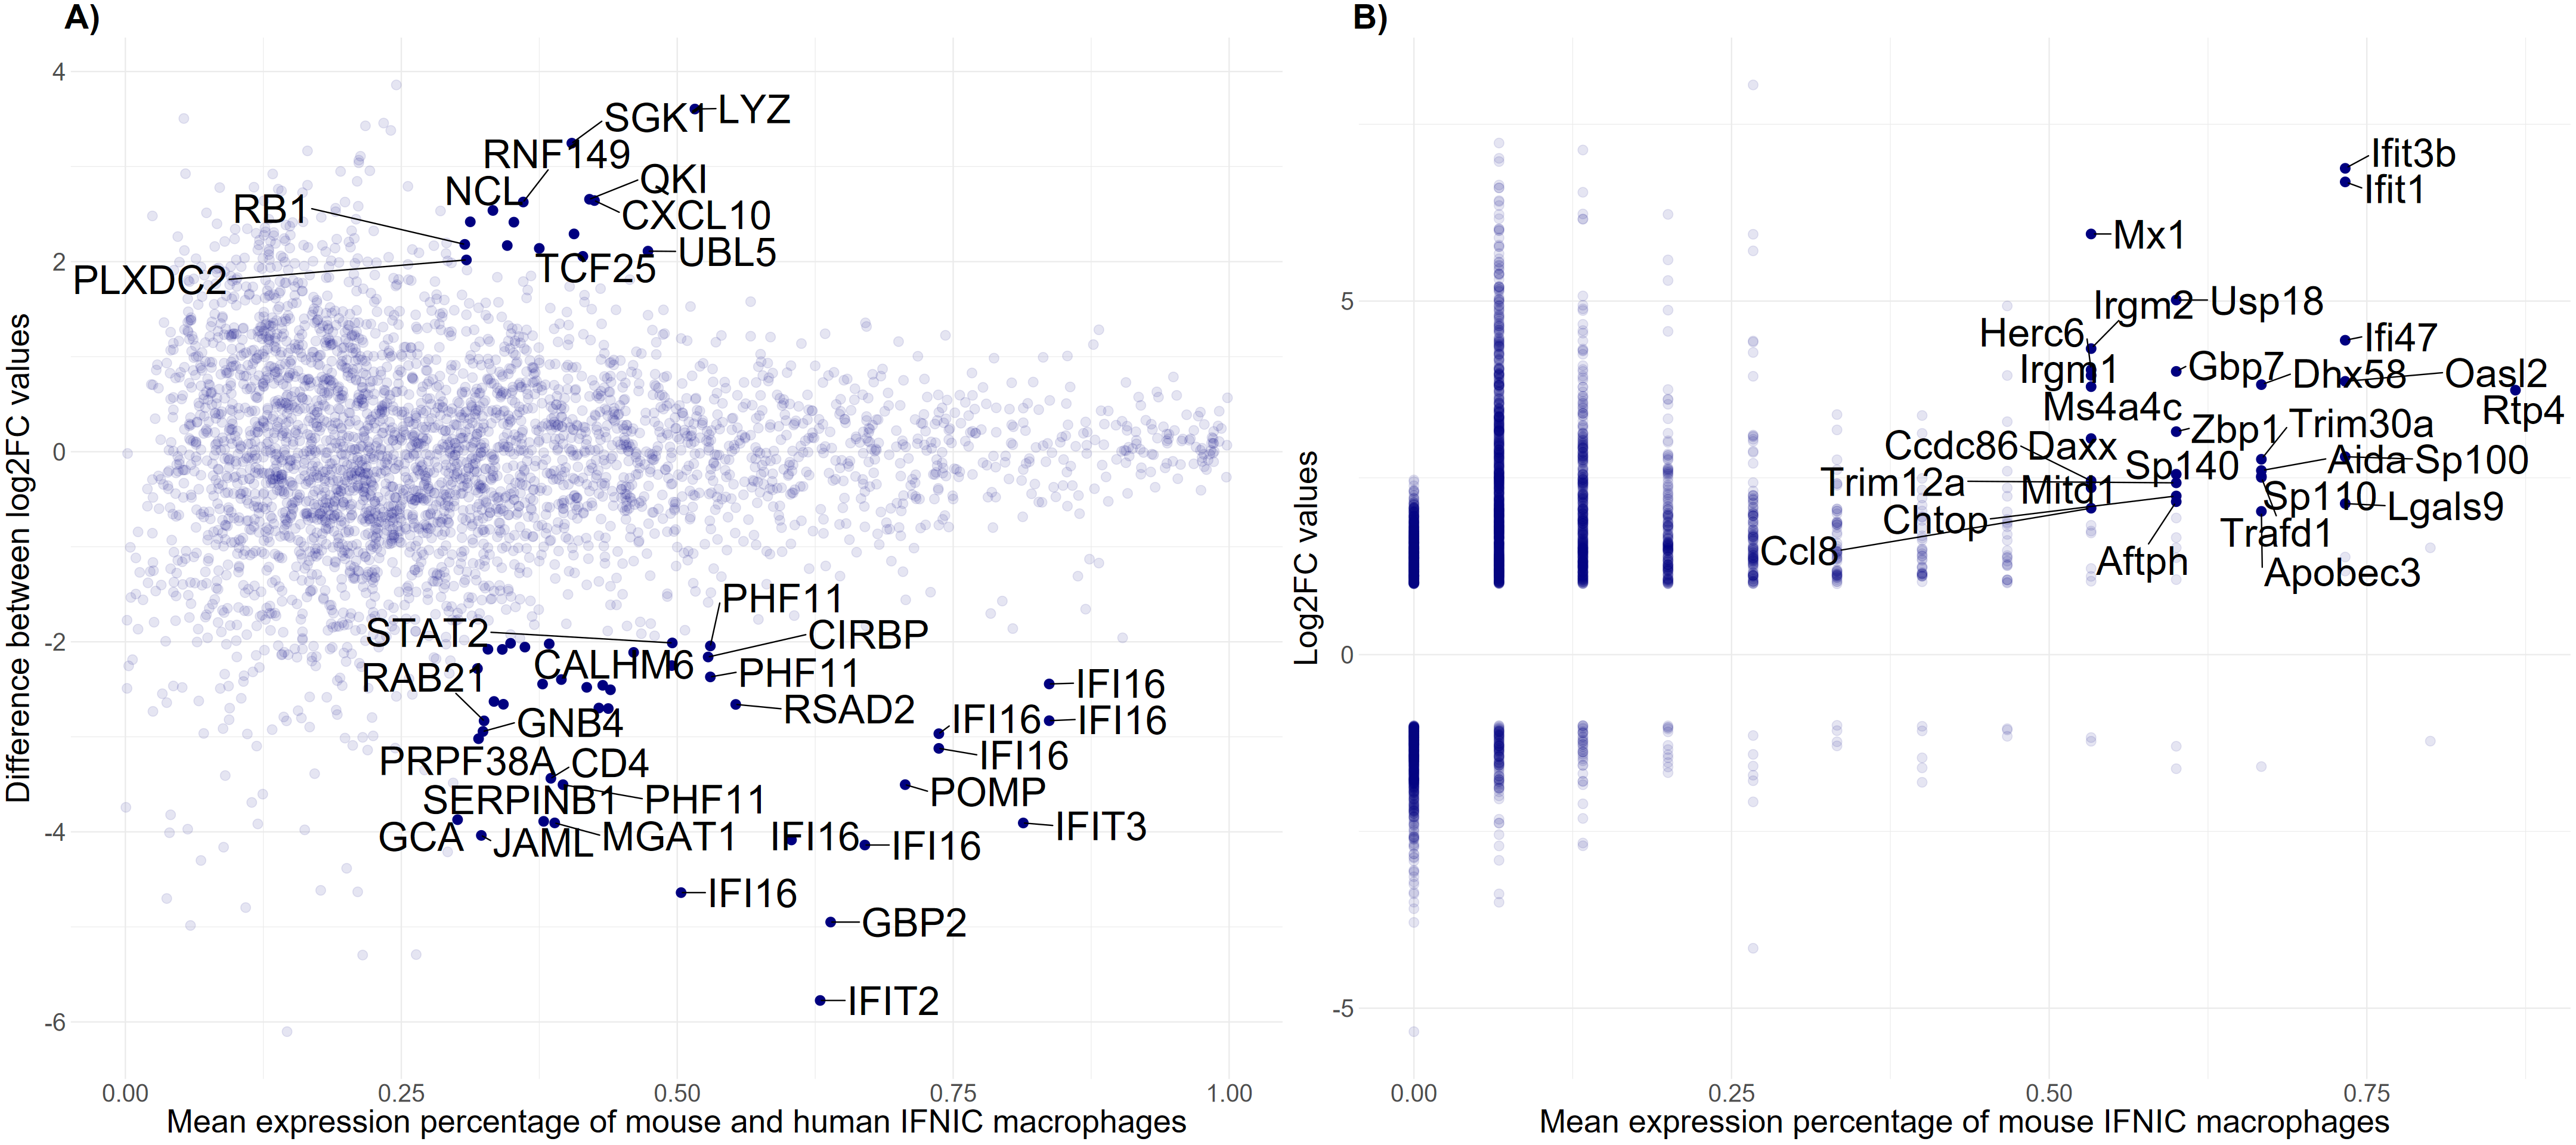 A)
4
2
0
-2
-4
-6
Difference between log2FC values
LYZ
SGK1
RNF149
QKI
NCL
RB1
CXCL10
UBL5
TCF25
PLXDC2
PHF11
STAT2
CIRBP
CALHM6
PHF11
RAB21
IFI16
RSAD2
IFI16
IFI16
GNB4
IFI16
PRPF38A
CD4
POMP
SERPINB1
PHF11
IFIT3
GCA
JAML
MGAT1
IFI16
IFI16
IFI16
GBP2
IFIT2
0.00
0.25
0.50
0.75
1.00
Mean expression percentage of mouse and human IFNIC macrophages
B)
5
0
-5
Log2FC values
Ifit3b
Ifit1
Mx1
Irgm2
Usp18
Herc6
Ifi47
Irgm1
Gbp7
Dhx58
Oasl2
Ms4a4c
Rtp4
Zbp1
Trim30a
Ccdc86
Daxx
Sp140
Aida
Sp100
Trim12a
Mitd1
Sp110
Lgals9
Chtop
Trafd1
Ccl8
Aftph
Apobec3
0.00
0.25
0.50
0.75
Mean expression percentage of mouse IFNIC macrophages